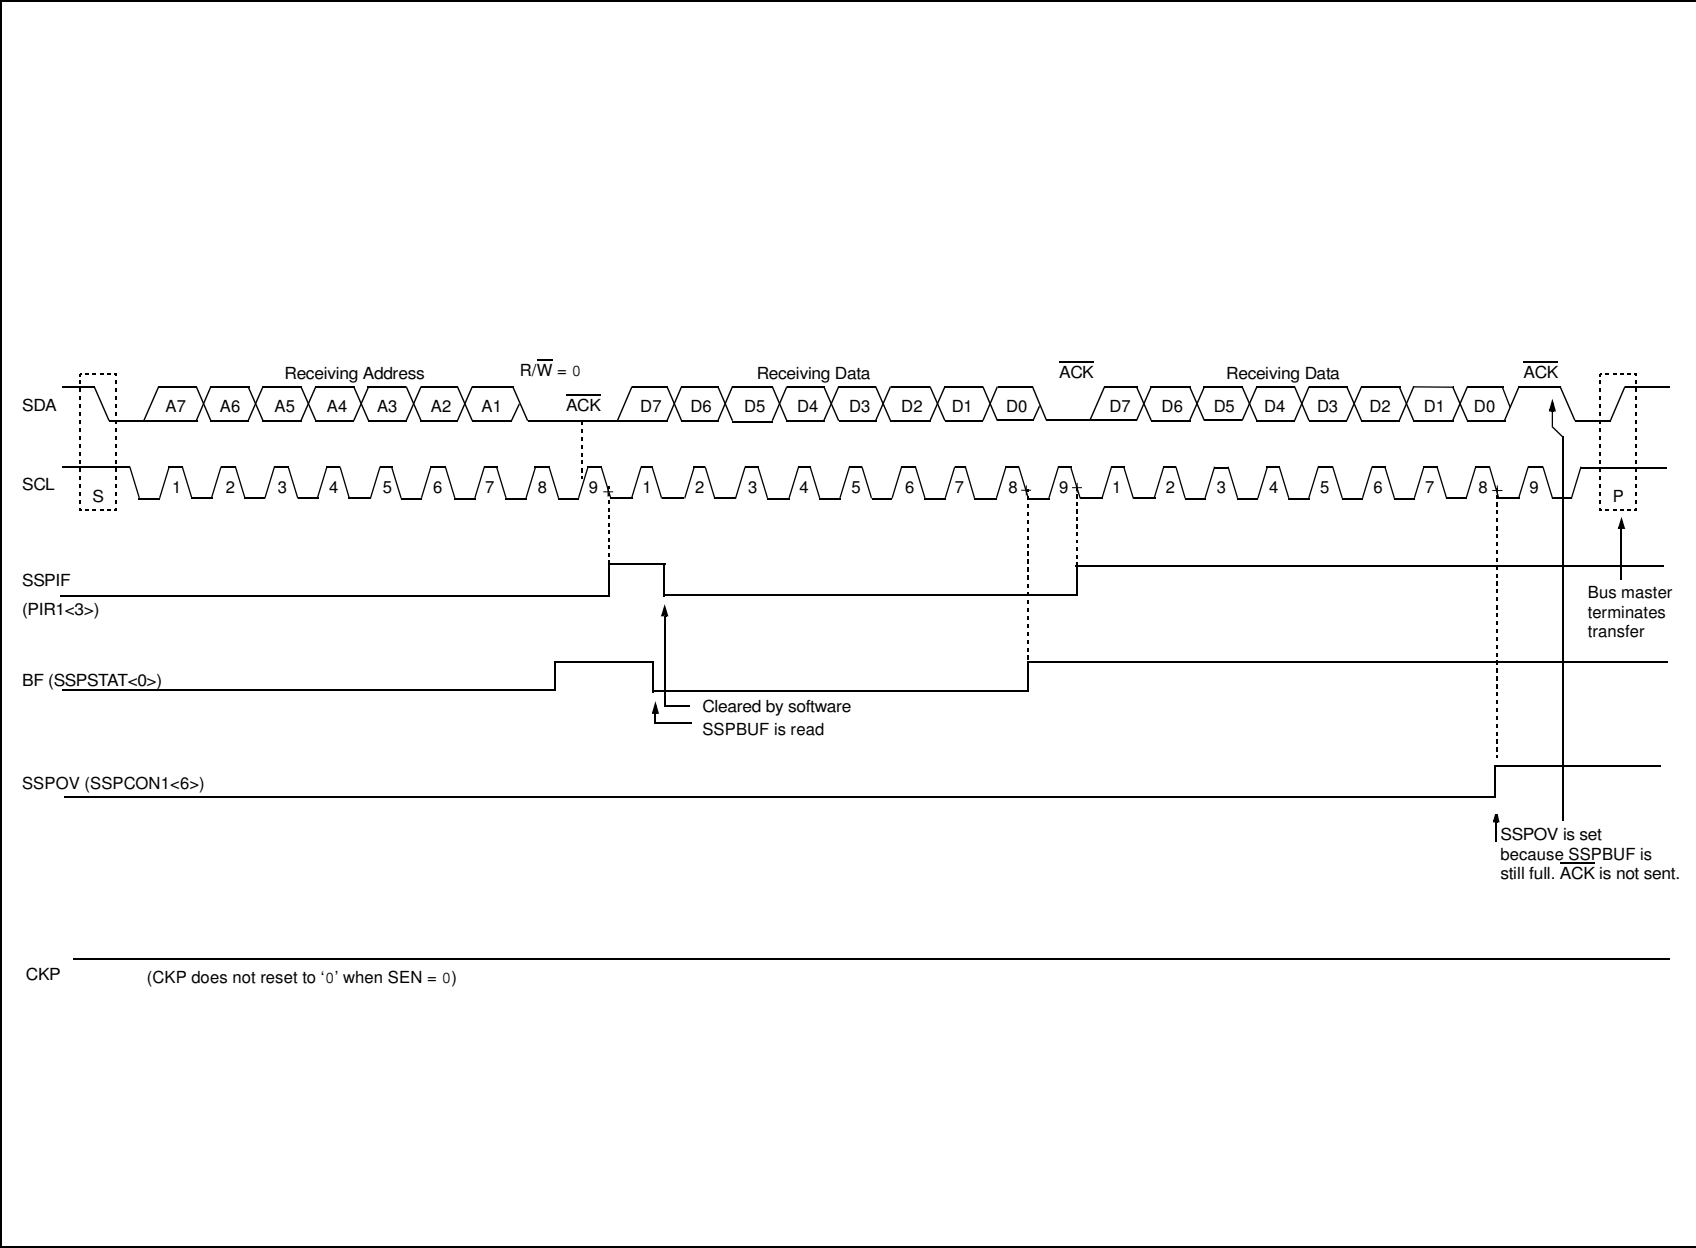 Receiving Address R/W = 0 Receiving Data ACK Receiving Data ACK
SDA A7 A6 A5 A4 A3 A2 A1 ACK D7 D6 D5 D4 D3 D2 D1 D0 D7 D6 D5 D4 D3 D2 D1 D0
SCL S 1 2 3 4 5 6 7 8 9 1 2 3 4 5 6 7 8 9 1 2 3 4 5 6 7 8 9 P
SSPIF
(PIR1<3>)
Bus master
terminates
transfer
BF (SSPSTAT<0>)
Cleared by software
SSPBUF is read
SSPOV (SSPCON1<6>)
SSPOV is set
because SSPBUF is
still full. ACK is not sent.
CKP (CKP does not reset to ‘0’ when SEN = 0)